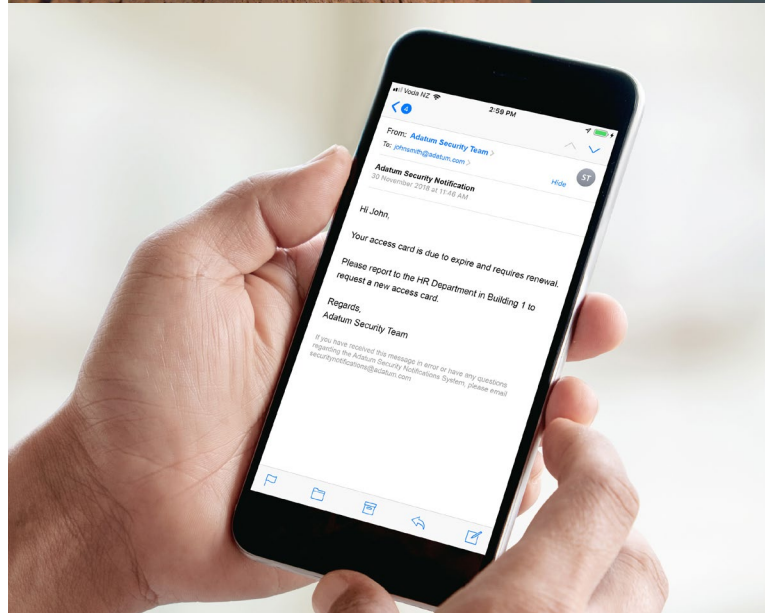 Voda NZ
2:59 PM
4
From: Adatum Security Team
To: johnsmith@adatum.com
Hide
ST
Adatum Security Notification
30 November 2018 at 11:46 AM
Hi John,
Your access card is due to expire and requires renewal.
Please report to the HR Department in Building 1 to
request a new access card.
Regards,
Adatum Security Team
If you have received this message in error or have any questions
regarding the Adatum Security Notifications System, please email
securitynotifications@adatum.com